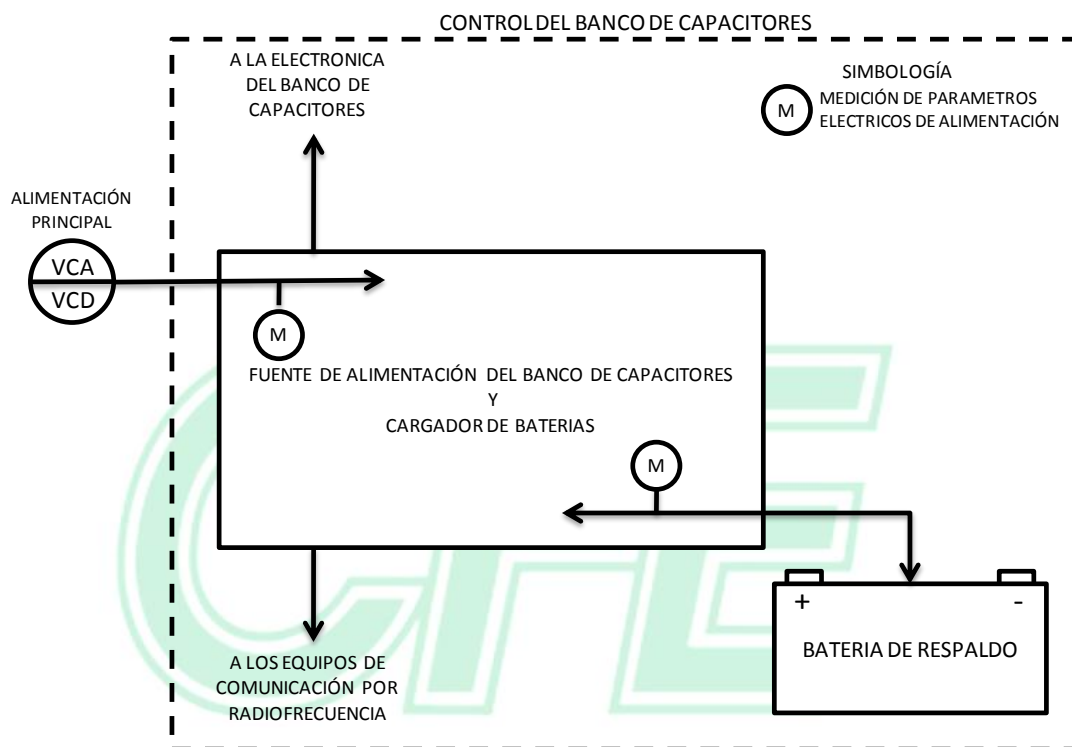 CONTROL DEL BANCO DE CAPACITORES
A LA ELECTRONICA
DEL BANCO DE
CAPACITORES
SIMBOLOGÍA
M
MEDICIÓN DE PARAMETROS
ELECTRICOS DE ALIMENTACIÓN
ALIMENTACIÓN
PRINCIPAL
VCA
VCD
M
FUENTE DE ALIMENTACIÓN DEL BANCO DE CAPACITORES
Y
CARGADOR DE BATERIAS
M
+ -
BATERIA DE RESPALDO
A LOS EQUIPOS DE
COMUNICACIÓN POR
RADIOFRECUENCIA
CFE